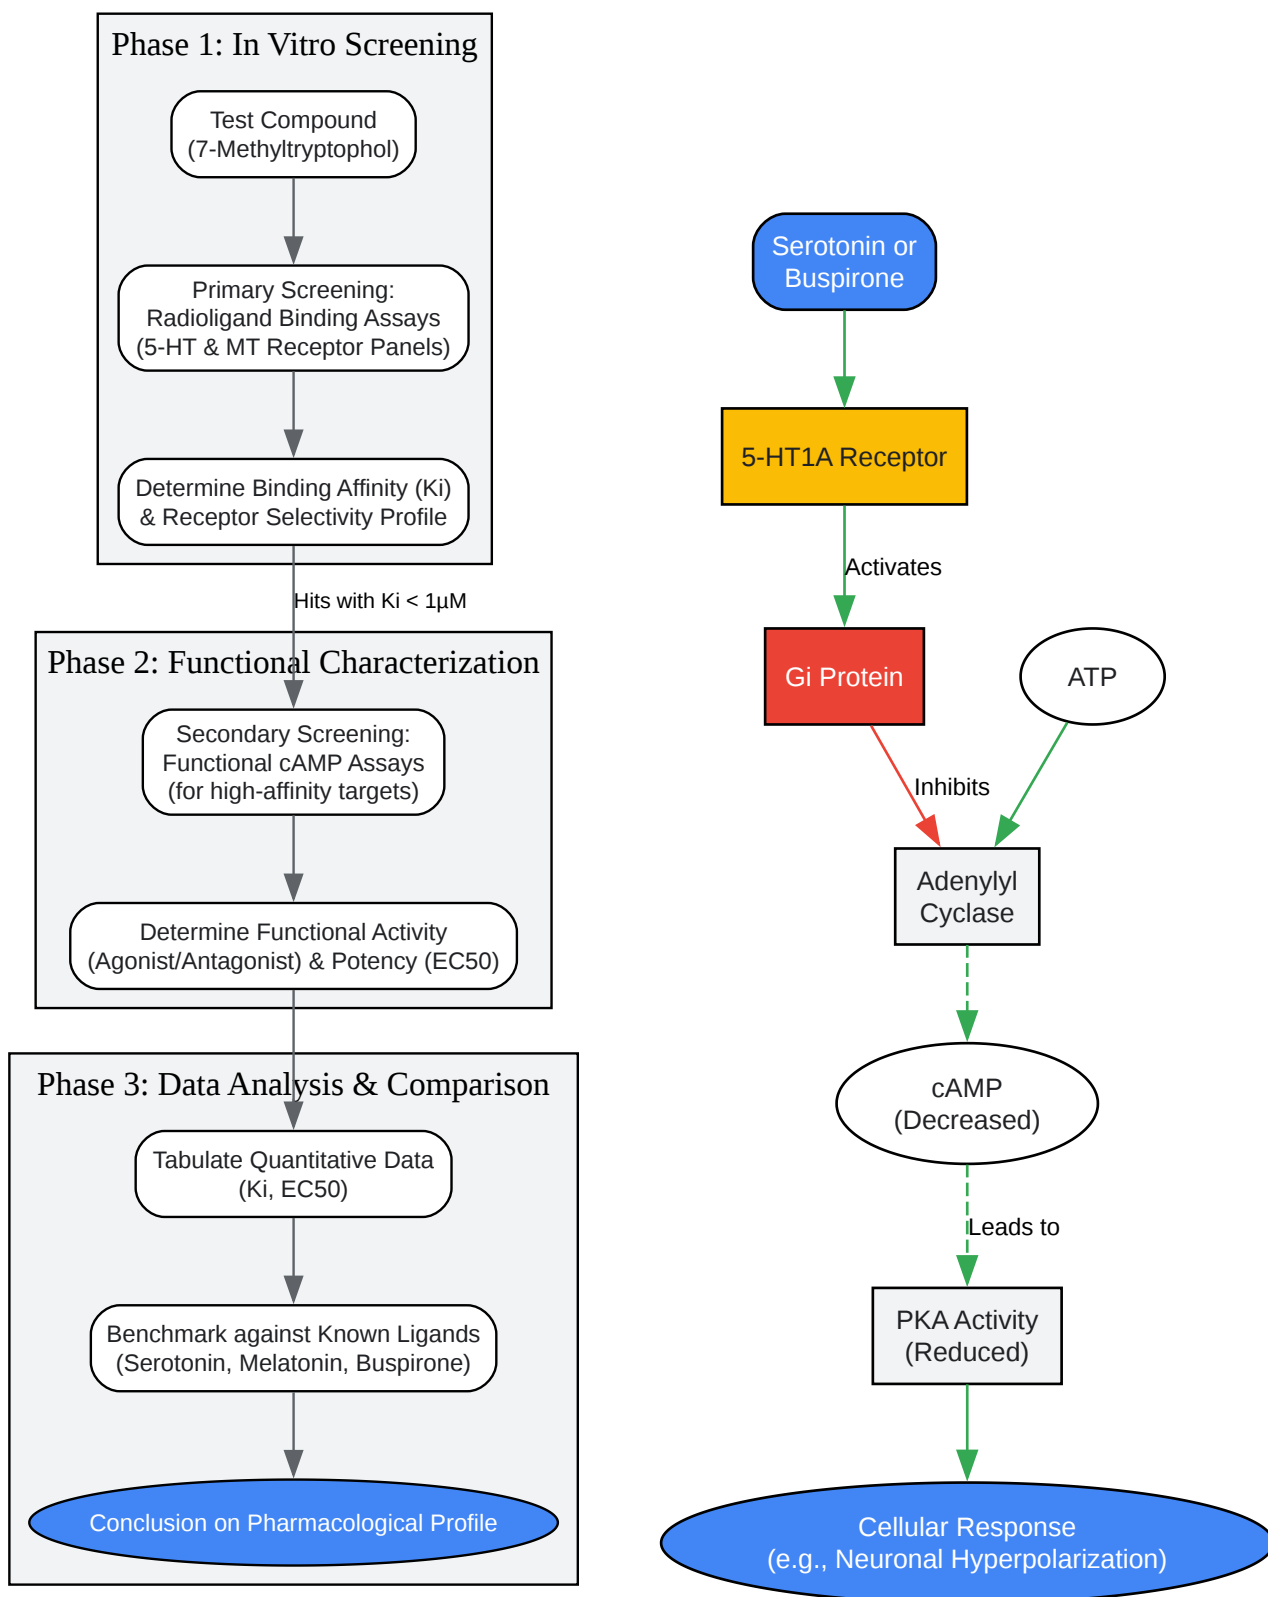 Phase 1: In Vitro Screening
Test Compound
(7-Methyltryptophol)
Primary Screening:
Radioligand Binding Assays
(5-HT & MT Receptor Panels)
Determine Binding Affinity (Ki)
& Receptor Selectivity Profile
Hits with Ki < 1µM
Phase 2: Functional Characterization
Secondary Screening:
Functional cAMP Assays
(for high-affinity targets)
Determine Functional Activity
(Agonist/Antagonist) & Potency (EC50)
Phase 3: Data Analysis & Comparison
Tabulate Quantitative Data
(Ki, EC50)
Benchmark against Known Ligands
(Serotonin, Melatonin, Buspirone)
Conclusion on Pharmacological Profile
Serotonin or
Buspirone
5-HT1A Receptor
Activates
Gi Protein
ATP
Inhibits
Adenylyl
Cyclase
cAMP
(Decreased)
Leads to
PKA Activity
(Reduced)
Cellular Response
(e.g., Neuronal Hyperpolarization)